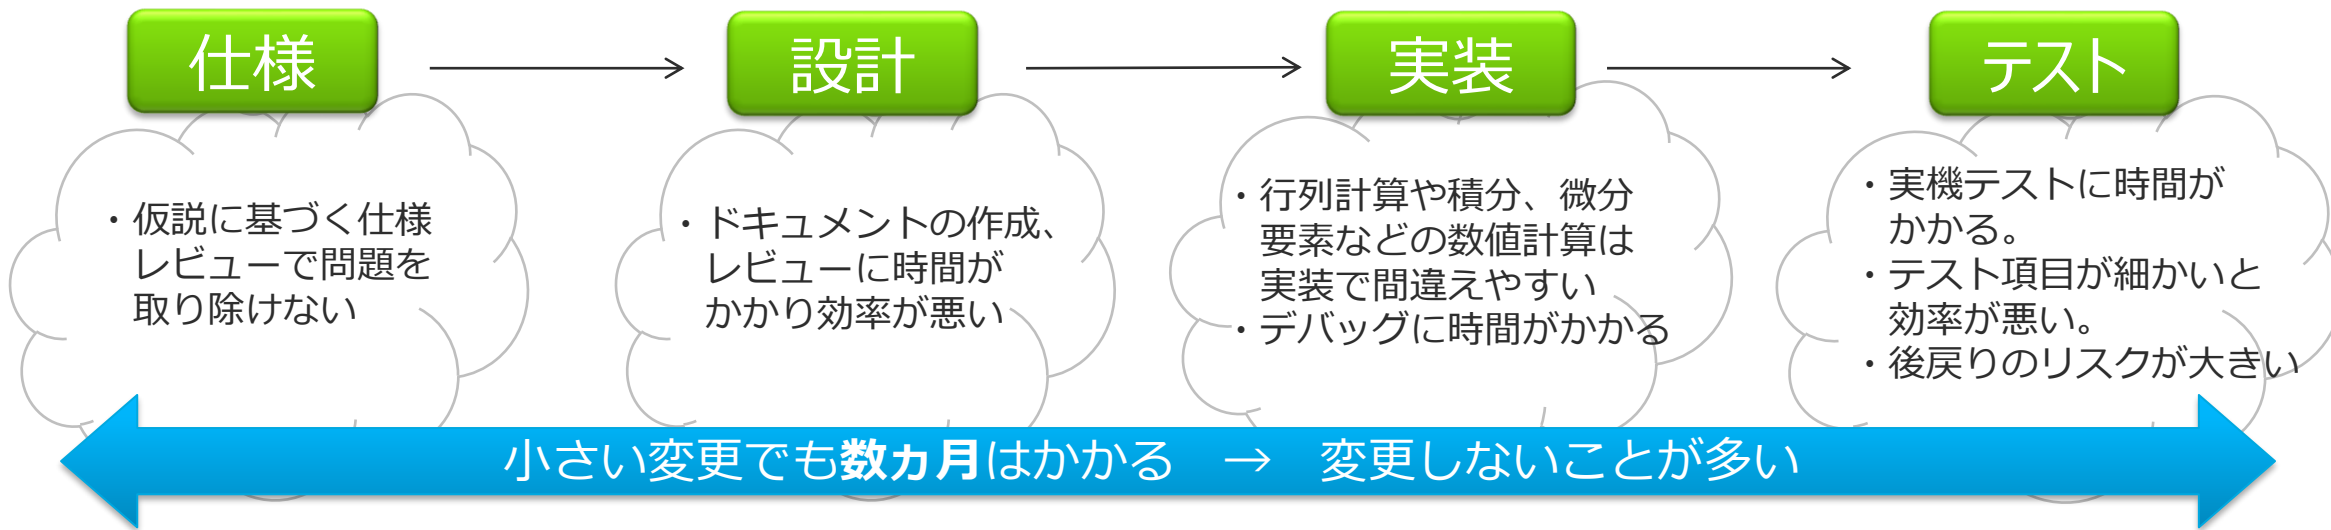 仕様
設計
実装
テスト
・仮説に基づく仕様
レビューで問題を
取り除けない
・ドキュメントの作成、
レビューに時間が
かかり効率が悪い
・行列計算や積分、微分
要素などの数値計算は
実装で間違えやすい
・デバッグに時間がかかる
・実機テストに時間が
かかる。
・テスト項目が細かいと
効率が悪い。
・後戻りのリスクが大きい
小さい変更でも数ヵ月はかかる　→　変更しないことが多い